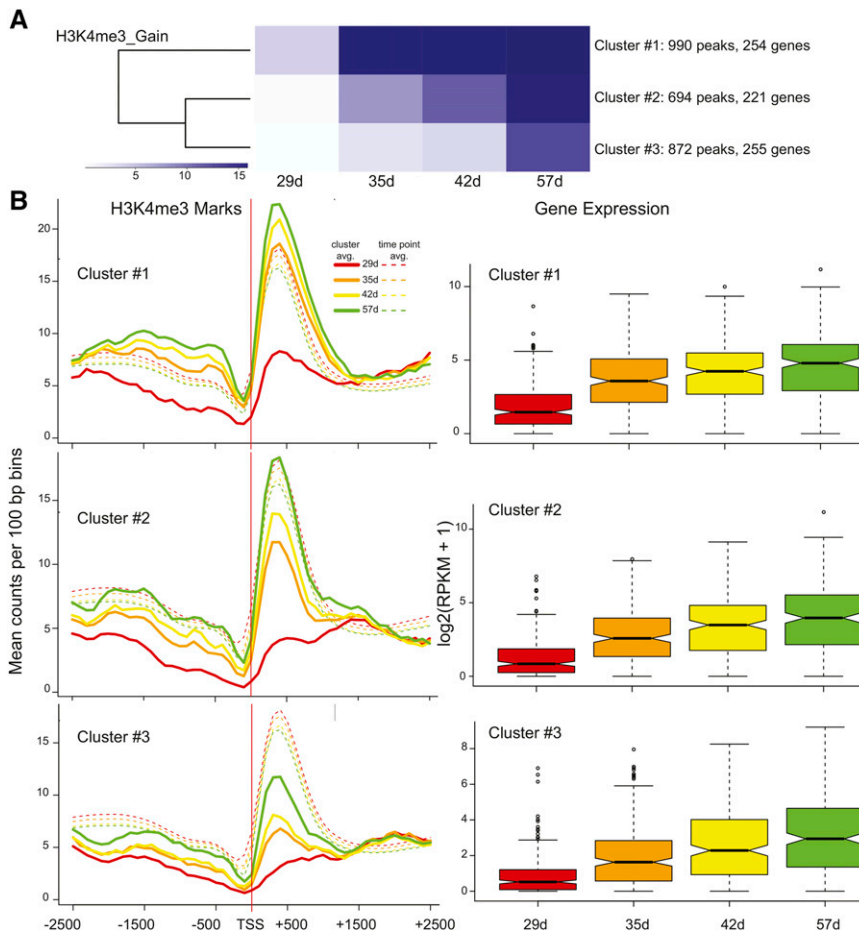 A
H3K4me3_Gain
Cluster #1: 990 peaks, 254 genes
Cluster #2: 694 peaks, 221 genes
Cluster #3: 872 peaks, 255 genes
5 10 15
29d 35d 42d 57d
B
H3K4me3 Marks
Gene Expression
Mean counts per 100 bp bins
log2(RPKM + 1)
Cluster #1
cluster avg.
time point avg.
29d
35d
42d
57d
20
15
10
5
0
Cluster #1
10
5
0
Cluster #2
15
10
5
0
Cluster #2
10
5
0
Cluster #3
15
10
5
0
-2500 -1500 -500 TSS +500 +1500 +2500
Cluster #3
8
6
4
2
0
29d 35d 42d 57d